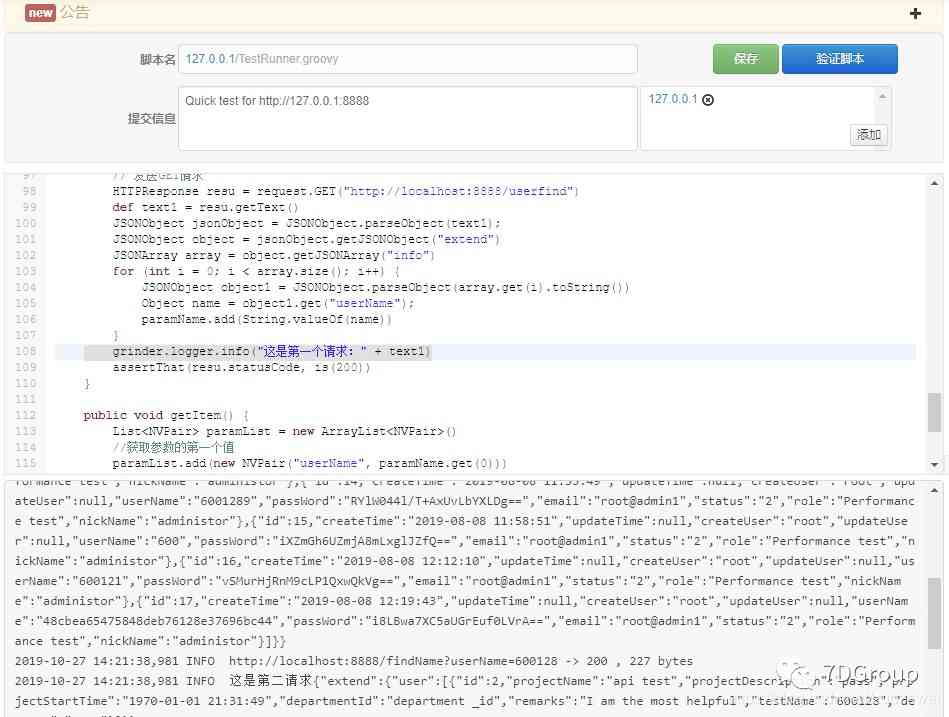 new 公告
脚本名 127.0.0.1/TestRunner.groovy 保存 验证脚本
提交信息 Quick test for http://127.0.0.1:8888 127.0.0.1 添加
97 // 发送GET请求
98 HTTPResponse resu = request.GET("http://localhost:8888/userfind")
99 def text1 = resu.getText()
100 JSONObject jsonObject = JSONObject.parseObject(text1);
101 JSONObject object = jsonObject.getJSONObject("extend")
102 JSONArray array = object.getJSONArray("info")
103 for (int i = 0; i < array.size(); i++) {
104 JSONObject object1 = JSONObject.parseObject(array.get(i).toString())
105 Object name = object1.get("userName");
106 paramName.add(String.valueOf(name))
107 }
108 grinder.logger.info("这是第一个请求: " + text1)
109 assertThat(resu.statusCode, is(200))
110 }
111
112 public void getItem() {
113 List<NVPair> paramList = new ArrayList<NVPair>()
114 //获取参数的第一个值
115 paramList.add(new NVPair("userName", paramName.get(0)))
formance test","nickName":"administor"},{"id":14,"createTime":"2019-08-08 11:55:49","updateTime":null,"createUser":"root","upd
ateUser":null,"userName":"6001289","passWord":"RYlW044l/T+AxUvLbYXLDg==","email":"root@admin1","status":"2","role":"Performanc
e test","nickName":"administor"},{"id":15,"createTime":"2019-08-08 11:58:51","updateTime":null,"createUser":"root","updateUse
r":null,"userName":"600","passWord":"iXZmGh6UZmjA8mLxglJZfQ==","email":"root@admin1","status":"2","role":"Performance test","n
ickName":"administor"},{"id":16,"createTime":"2019-08-08 12:12:10","updateTime":null,"createUser":"root","updateUser":null,"us
erName":"600121","passWord":"vSMurHjRnM9cLP1QxwQkVg==","email":"root@admin1","status":"2","role":"Performance test","nickNam
e":"administor"},{"id":17,"createTime":"2019-08-08 12:19:43","updateTime":null,"createUser":"root","updateUser":null,"userNam
e":"48cbea65475848deb76128e37696bc44","passWord":"i8LBwa7XC5aUGrEuf0LVrA==","email":"root@admin1","status":"2","role":"Perform
ance test","nickName":"administor"}]}}
2019-10-27 14:21:38,981 INFO http://localhost:8888/findName?userName=600128 -> 200 , 227 bytes
2019-10-27 14:21:38,981 INFO 这是第二请求{"extend":{"user":[{"id":2,"projectName":"api test","projectDescription":"pass","pr
ojectStartTime":"1970-01-01 21:31:49","departmentId":"department _id","remarks":"I am the most helpful","testName":"600128","de
7DGroup